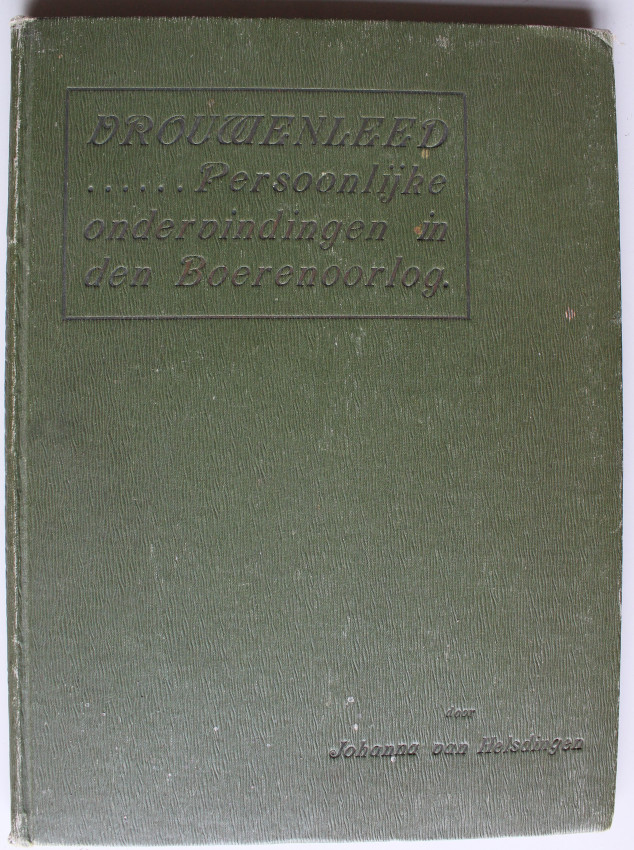 VROUWENLEED
......Persoonlijke
ondervindingen in
den Boerenoorlog.
door
Johanna van Helsdingen